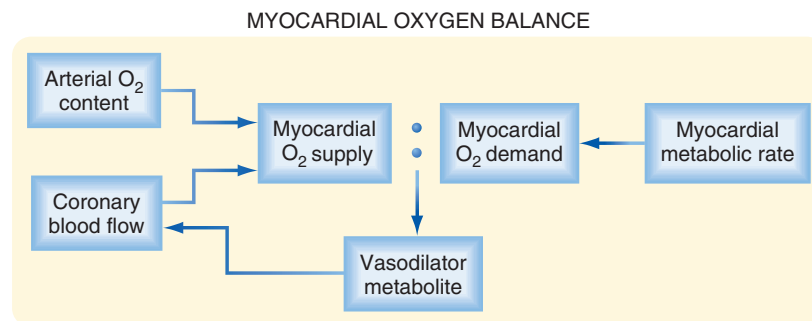 MYOCARDIAL OXYGEN BALANCE
Arterial O₂
content
Myocardial
O₂ supply
Myocardial
O₂ demand
Myocardial
metabolic rate
Coronary
blood flow
Vasodilator
metabolite